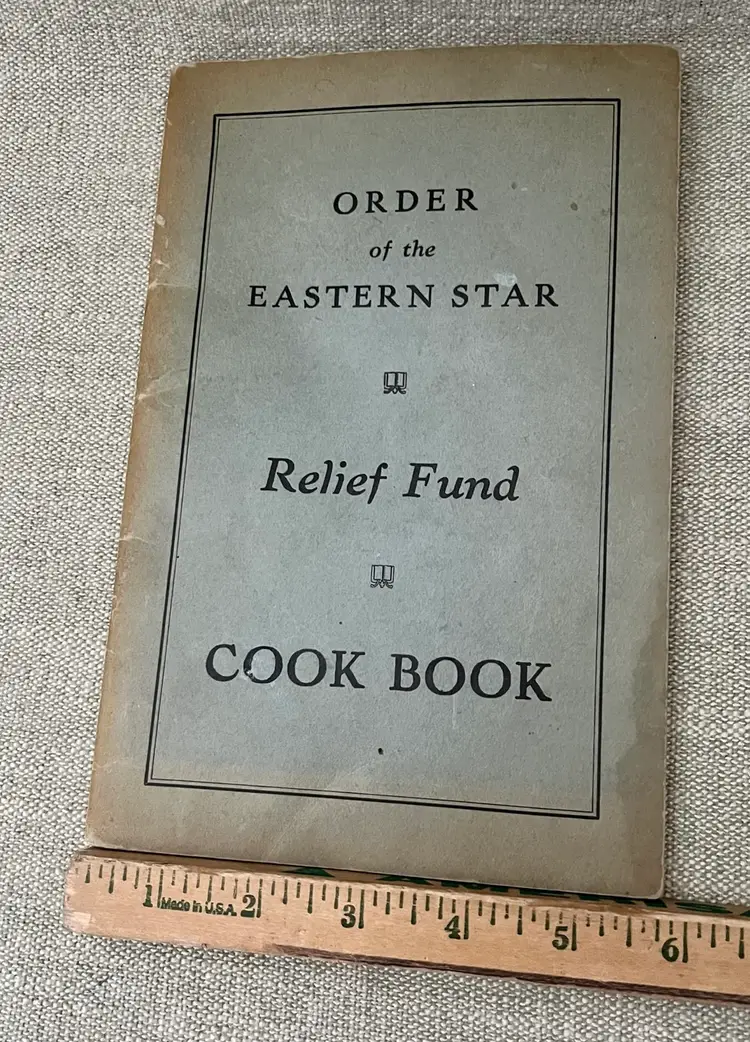 ORDER
of the
EASTERN STAR
Relief Fund
COOK BOOK
1 Made in U.S.A. 2 3 4 5 6